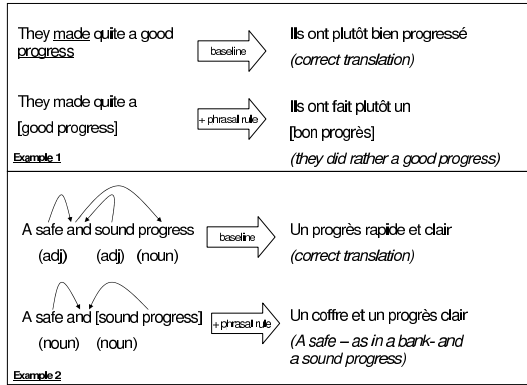 They made quite a good
progress
baseline
Ils ont plutôt bien progressé
(correct translation)
They made quite a
[good progress]
+ phrasal rule
Ils ont fait plutôt un
[bon progrès]
(they did rather a good progress)
Example 1
A safe and sound progress
(adj) (adj) (noun)
baseline
Un progrès rapide et clair
(correct translation)
A safe and [sound progress]
(noun) (noun)
+ phrasal rule
Un coffre et un progrès clair
(A safe – as in a bank- and
a sound progress)
Example 2